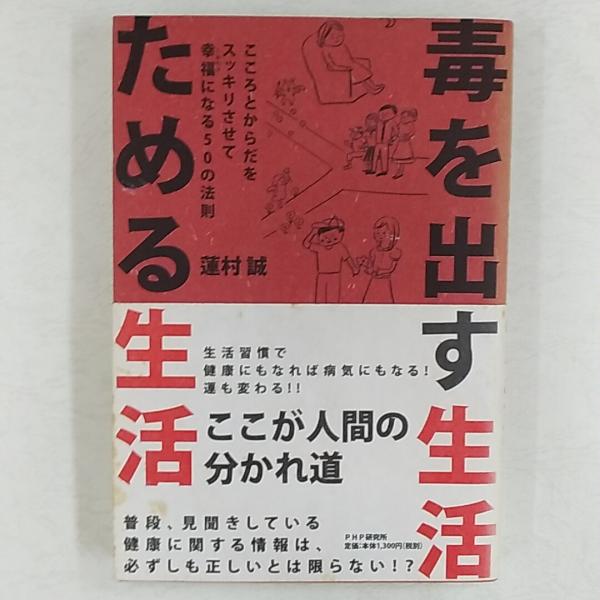 毒を出す生活
ためる生活
こころとからだを
スッキリさせて
幸福になる50の法則
蓮村 誠
生活習慣で
健康にもなれば病気にもなる!
運も変わる!!
ここが人間の
分かれ道
普段、見聞きしている
健康に関する情報は、
必ずしも正しいとは限らない!?
PHP研究所
定価:本体1,300円(税別)